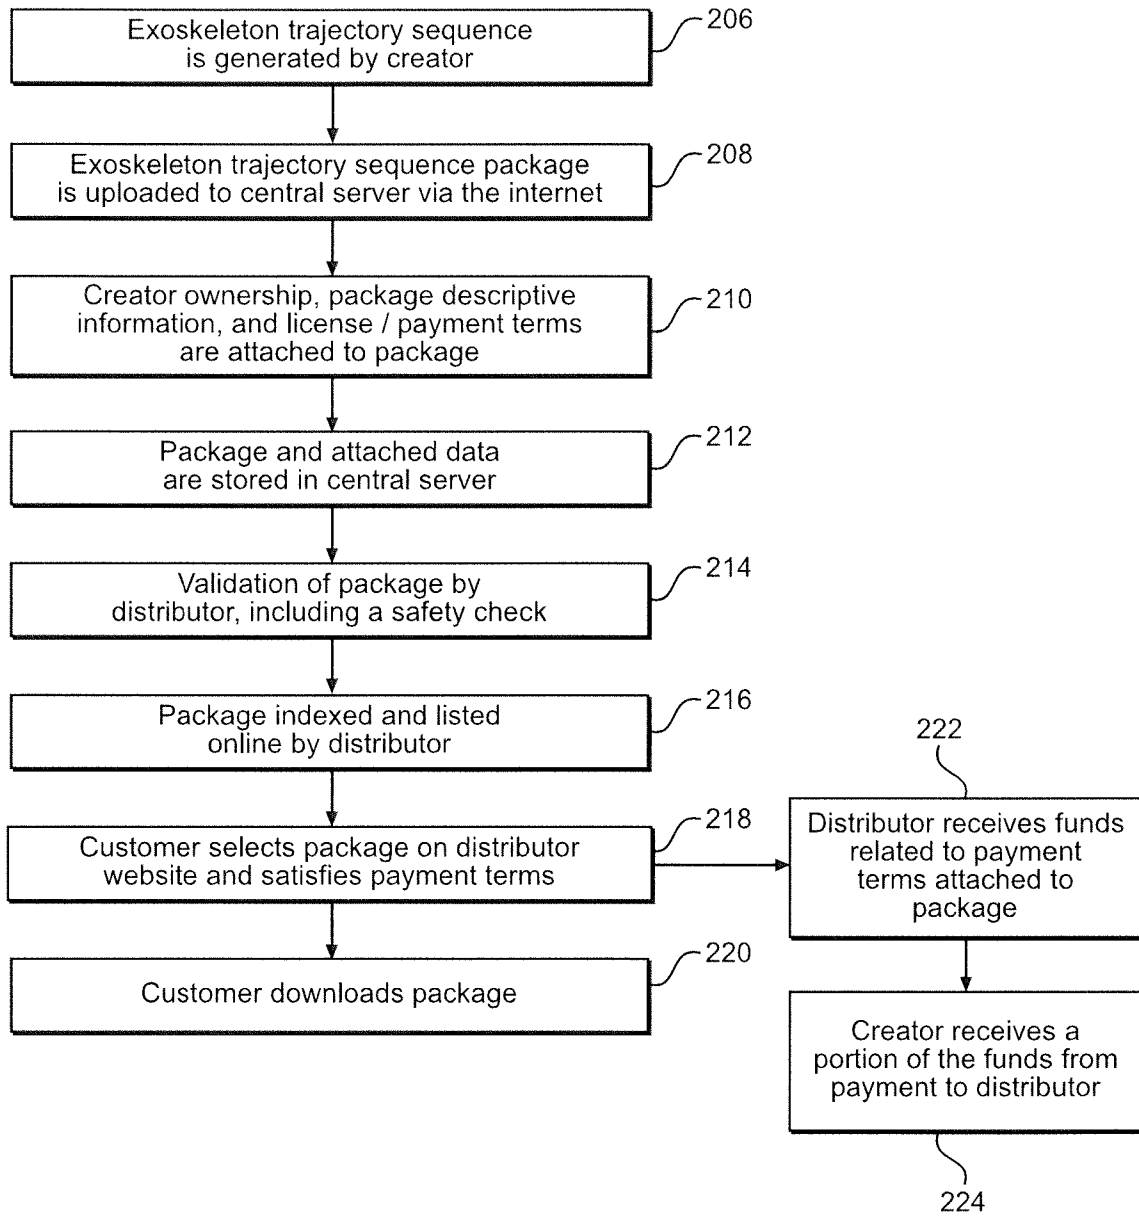 Exoskeleton trajectory sequence
is generated by creator
206
Exoskeleton trajectory sequence package
is uploaded to central server via the internet
208
Creator ownership, package descriptive
information, and license / payment terms
are attached to package
210
Package and attached data
are stored in central server
212
Validation of package by
distributor, including a safety check
214
Package indexed and listed
online by distributor
216
Customer selects package on distributor
website and satisfies payment terms
218
Customer downloads package
220
222
Distributor receives funds
related to payment
terms attached to
package
Creator receives a
portion of the funds from
payment to distributor
224